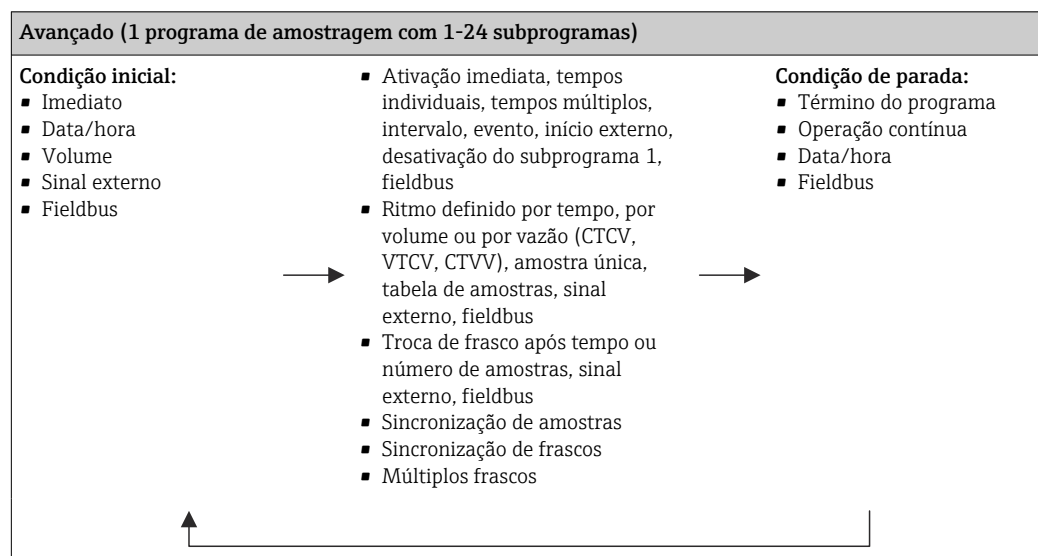 Avançado (1 programa de amostragem com 1-24 subprogramas)
Condição inicial:
▪ Imediato
▪ Data/hora
▪ Volume
▪ Sinal externo
▪ Fieldbus
▪ Ativação imediata, tempos
individuais, tempos múltiplos,
intervalo, evento, início externo,
desativação do subprograma 1,
fieldbus
▪ Ritmo definido por tempo, por
volume ou por vazão (CTCV,
VTCV, CTVV), amostra única,
tabela de amostras, sinal
externo, fieldbus
▪ Troca de frasco após tempo ou
número de amostras, sinal
externo, fieldbus
▪ Sincronização de amostras
▪ Sincronização de frascos
▪ Múltiplos frascos
Condição de parada:
▪ Término do programa
▪ Operação contínua
▪ Data/hora
▪ Fieldbus